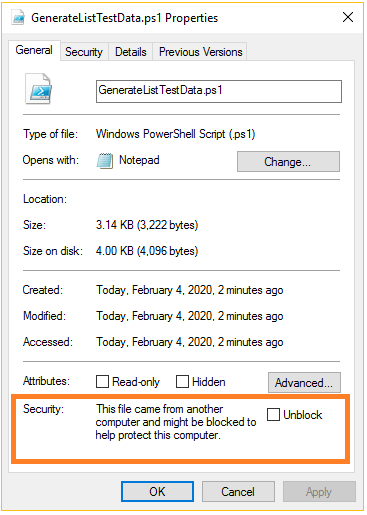 GenerateListTestData.ps1 Properties
General Security Details Previous Versions
GenerateListTestData.ps1
Type of file: Windows PowerShell Script (.ps1)
Opens with: Notepad Change...
Location:
Size: 3.14 KB (3,222 bytes)
Size on disk: 4.00 KB (4,096 bytes)
Created: Today, February 4, 2020, 2 minutes ago
Modified: Today, February 4, 2020, 2 minutes ago
Accessed: Today, February 4, 2020, 2 minutes ago
Attributes: Read-only Hidden Advanced...
Security: This file came from another Unblock
computer and might be blocked to
help protect this computer.
OK Cancel Apply